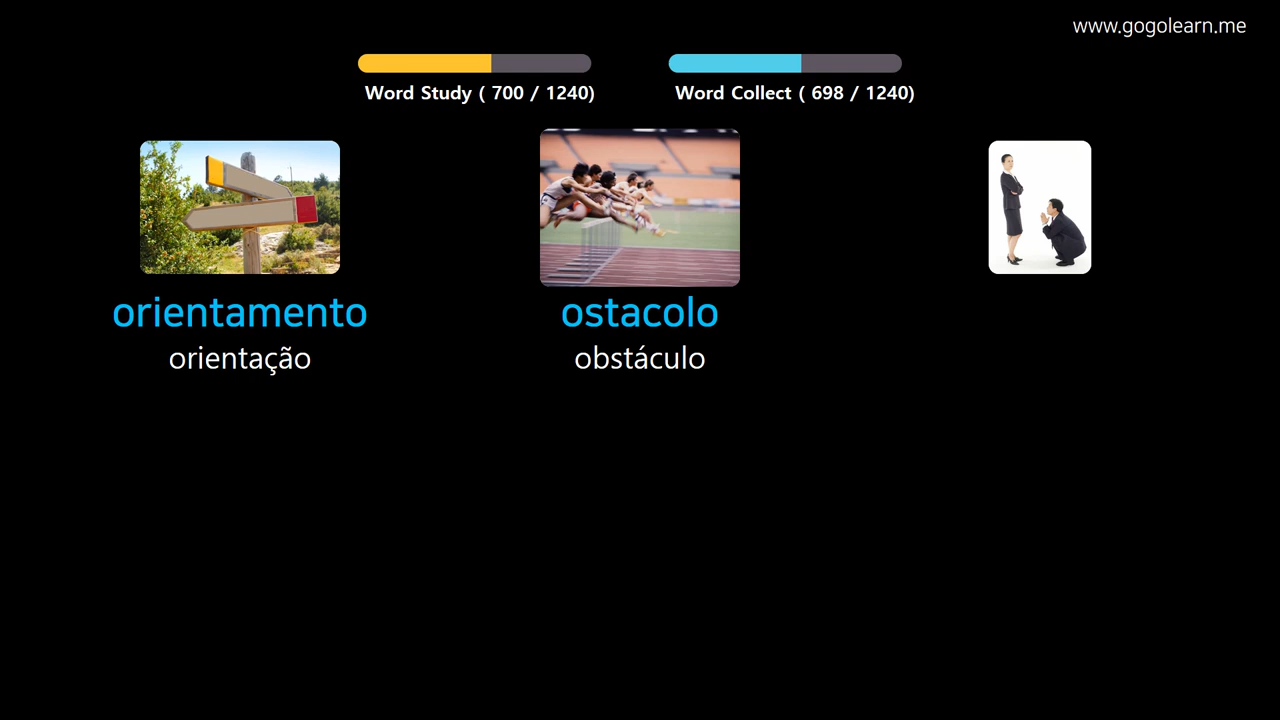 www.gogolearn.me
Word Study ( 700 / 1240)
Word Collect ( 698 / 1240)
orientamento
ostacolo
orientação
obstáculo